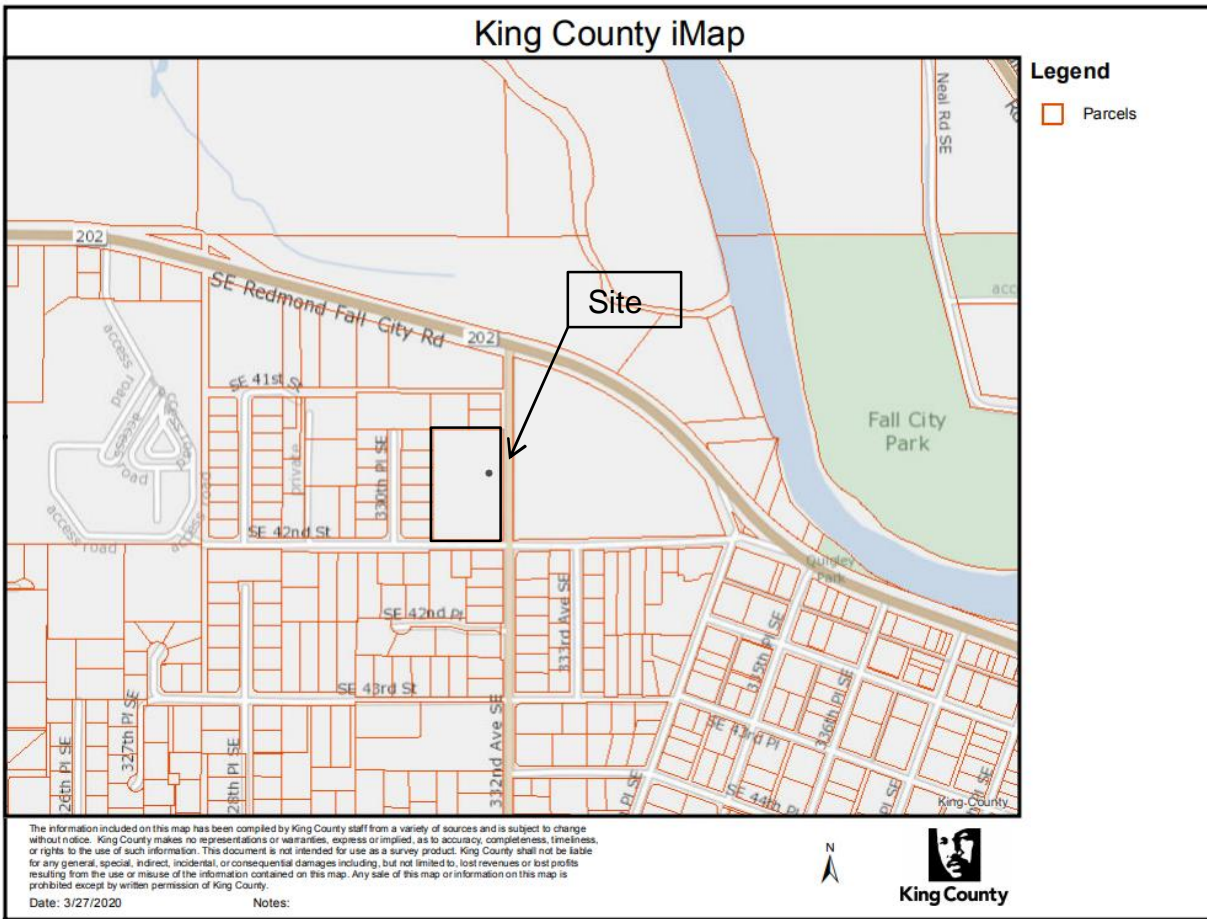 King County iMap
Legend
Parcels
Neal Rd SE
202
SE Redmond Fall City Rd
202
Site
acc
access road
access road
access road
access road
access road
access road
SE 41st St
private
330th Pl SE
Fall City
Park
SE 42nd St
Quigley
Park
SE 42nd Pl
333rd Ave SE
335th Pl SE
336th Pl SE
SE 43rd St
SE 43rd Pl
327th Pl SE
26th Pl SE
28th Pl SE
332nd Ave SE
Pl SE
SE 44th Pl
Pl SE
Pl SE
King County
The information included on this map has been compiled by King County staff from a variety of sources and is subject to change
without notice. King County makes no representations or warranties, express or implied, as to accuracy, completeness, timeliness,
or rights to the use of such information. This document is not intended for use as a survey product. King County shall not be liable
for any general, special, indirect, incidental, or consequential damages including, but not limited to, lost revenues or lost profits
resulting from the use or misuse of the information contained on this map. Any sale of this map or information on this map is
prohibited except by written permission of King County.
Date: 3/27/2020 Notes:
N
King County